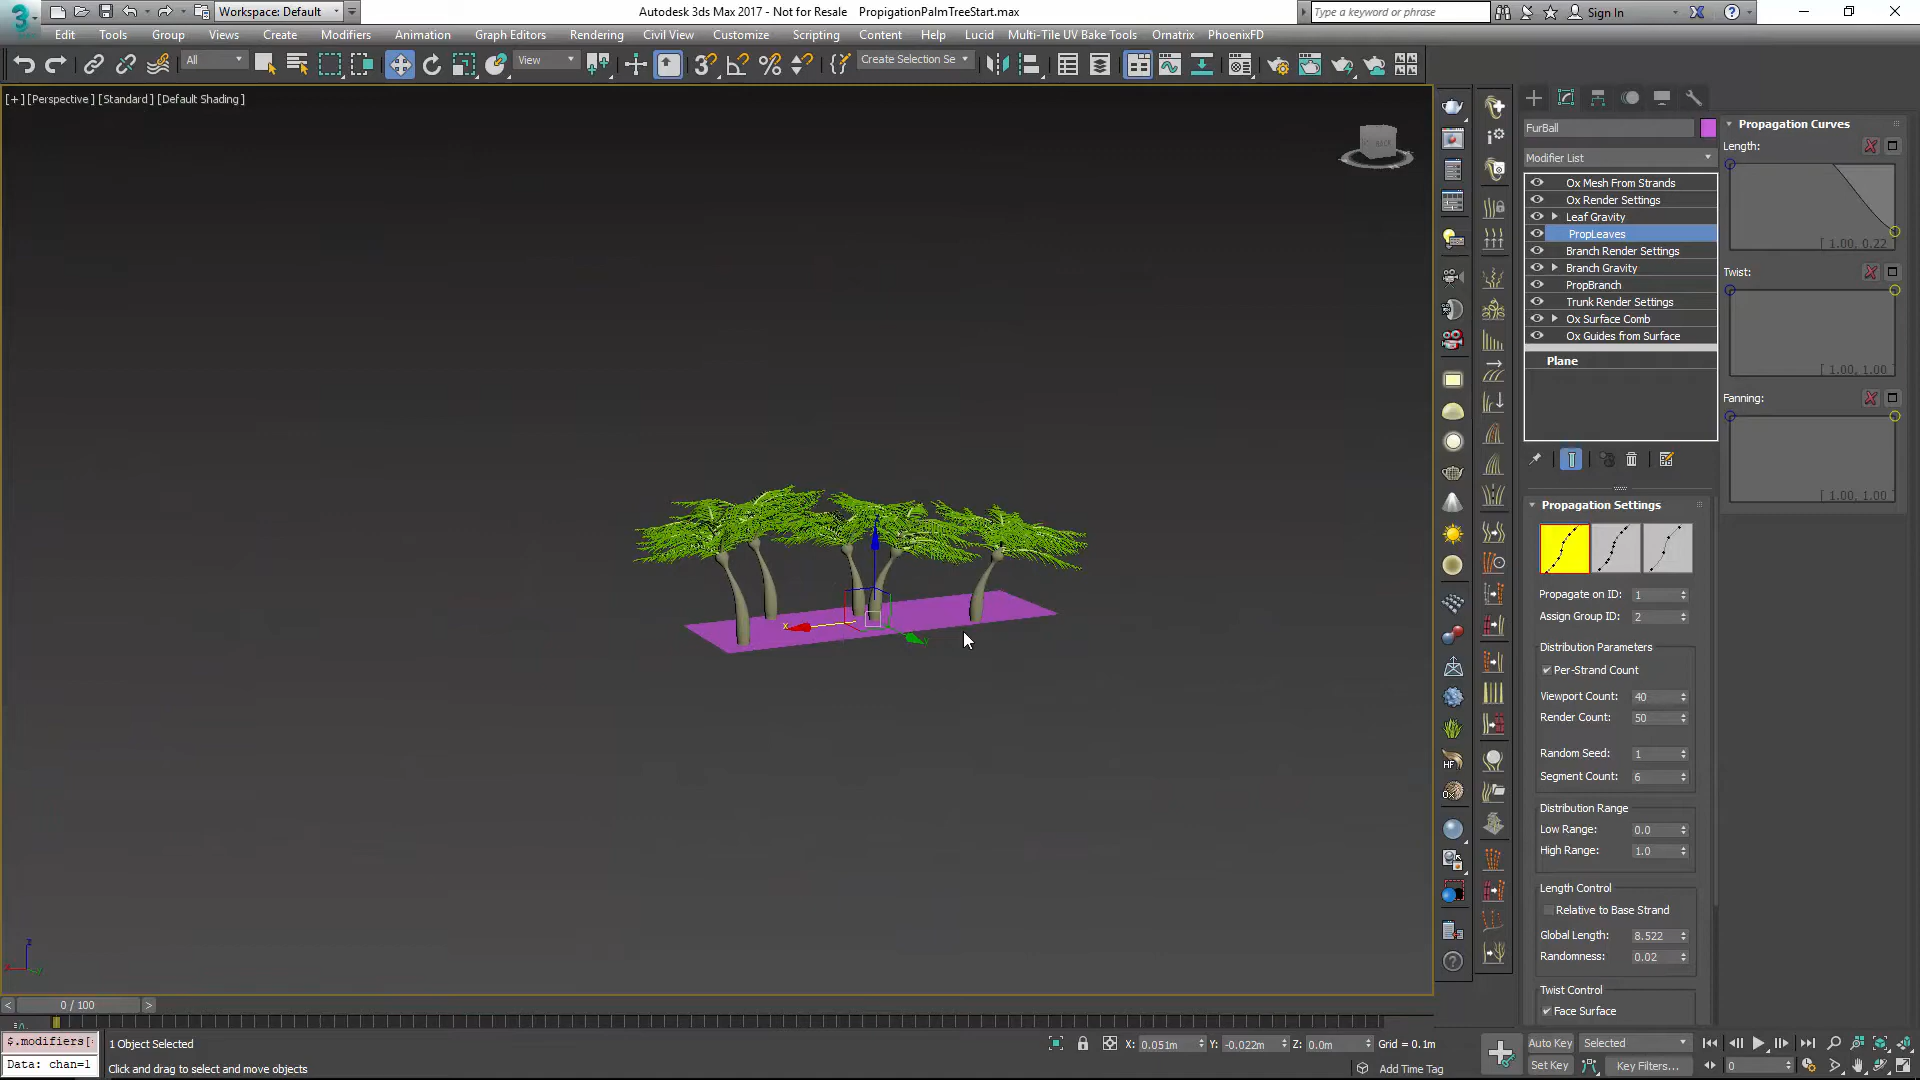 Workspace: Default
Autodesk 3ds Max 2017 - Not for Resale PropigationPalmTreeStart.max
Type a keyword or phrase
Sign In
Edit Tools Group Views Create Modifiers Animation Graph Editors Rendering Civil View Customize Scripting Content Help Lucid Multi-Tile UV Bake Tools Ornatrix PhoenixFD
All
View
Create Selection Se
[+] [Perspective] [Standard] [Default Shading]
FurBall
Modifier List
Ox Mesh From Strands
Ox Render Settings
Leaf Gravity
PropLeaves
Branch Render Settings
Branch Gravity
PropBranch
Trunk Render Settings
Ox Surface Comb
Ox Guides from Surface
Plane
Propagation Curves
Length:
[ 1.00, 0.22 ]
Twist:
[ 1.00, 1.00 ]
Fanning:
[ 1.00, 1.00 ]
Propagation Settings
Propagate on ID: 1
Assign Group ID: 2
Distribution Parameters
Per-Strand Count
Viewport Count: 40
Render Count: 50
Random Seed: 1
Segment Count: 6
Distribution Range
Low Range: 0.0
High Range: 1.0
Length Control
Relative to Base Strand
Global Length: 8.522
Randomness: 0.02
Twist Control
Face Surface
x
0 / 100
$.modifiers[
Data: chan=1
1 Object Selected
Click and drag to select and move objects
X: 0.051m Y: -0.022m Z: 0.0m Grid = 0.1m
Add Time Tag
Auto Key Selected
Set Key Key Filters...
0